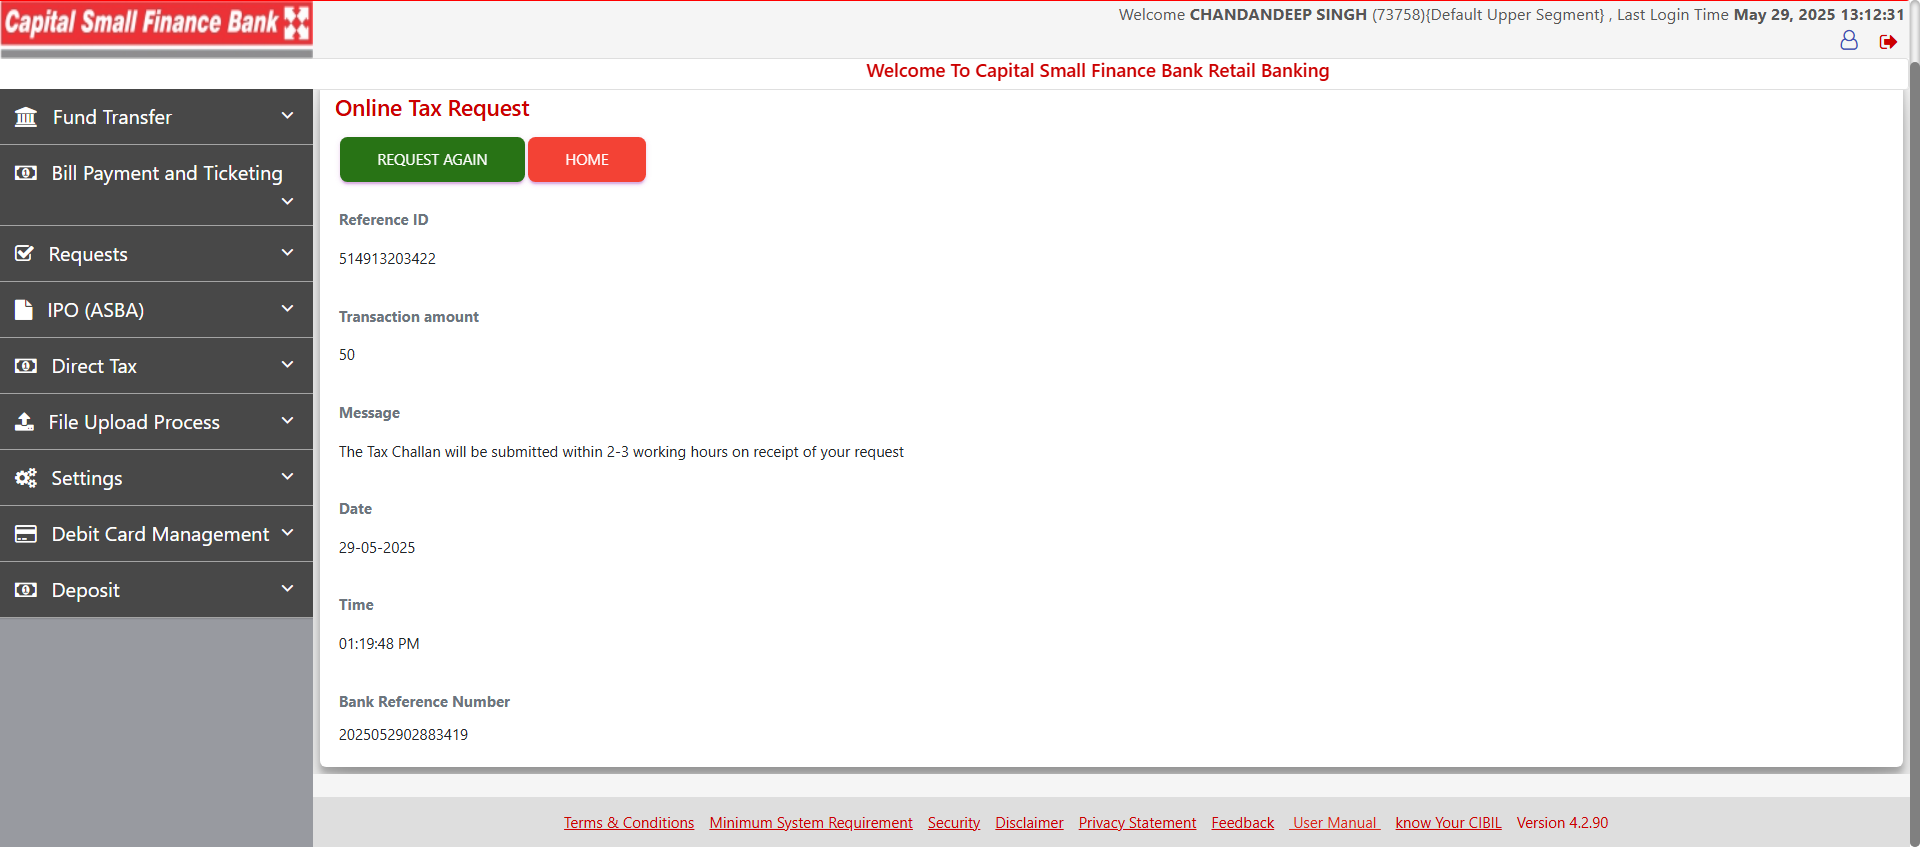 Capital Small Finance Bank
Welcome CHANDANDEEP SINGH (73758){Default Upper Segment} , Last Login Time May 29, 2025 13:12:31
Welcome To Capital Small Finance Bank Retail Banking
Fund Transfer
Bill Payment and Ticketing
Requests
IPO (ASBA)
Direct Tax
File Upload Process
Settings
Debit Card Management
Deposit
Online Tax Request
REQUEST AGAIN HOME
Reference ID
514913203422
Transaction amount
50
Message
The Tax Challan will be submitted within 2-3 working hours on receipt of your request
Date
29-05-2025
Time
01:19:48 PM
Bank Reference Number
2025052902883419
Terms & Conditions Minimum System Requirement Security Disclaimer Privacy Statement Feedback User Manual know Your CIBIL Version 4.2.90